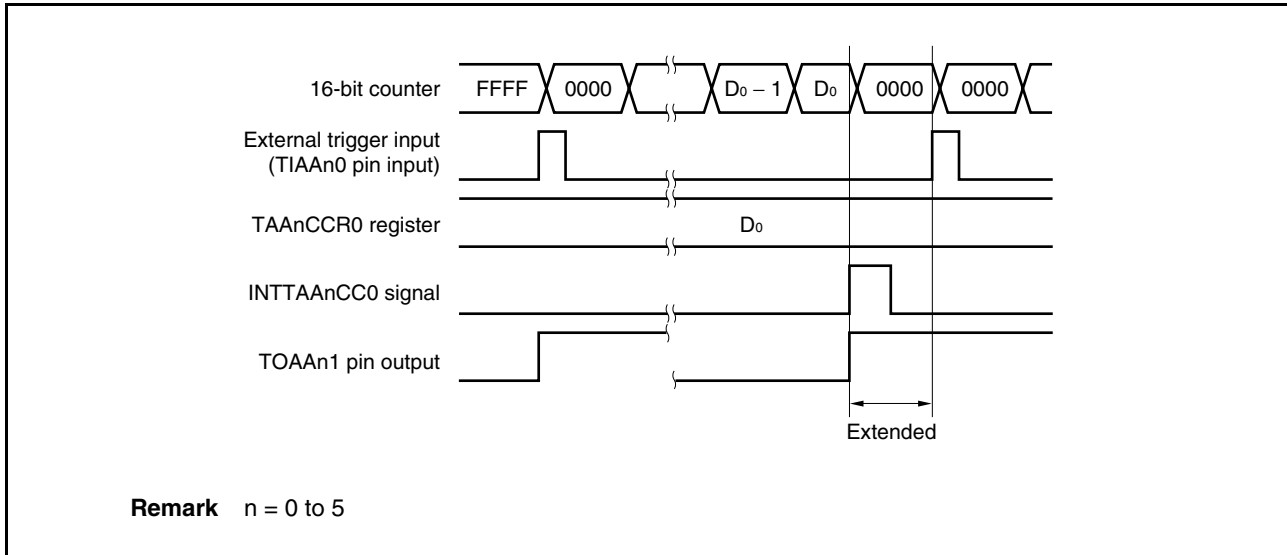 16-bit counter FFFF 0000 D₀ − 1 D₀ 0000 0000
External trigger input
(TIAAn0 pin input)
TAAnCCR0 register D₀
INTTAAnCC0 signal
TOAAn1 pin output
Extended
Remark n = 0 to 5